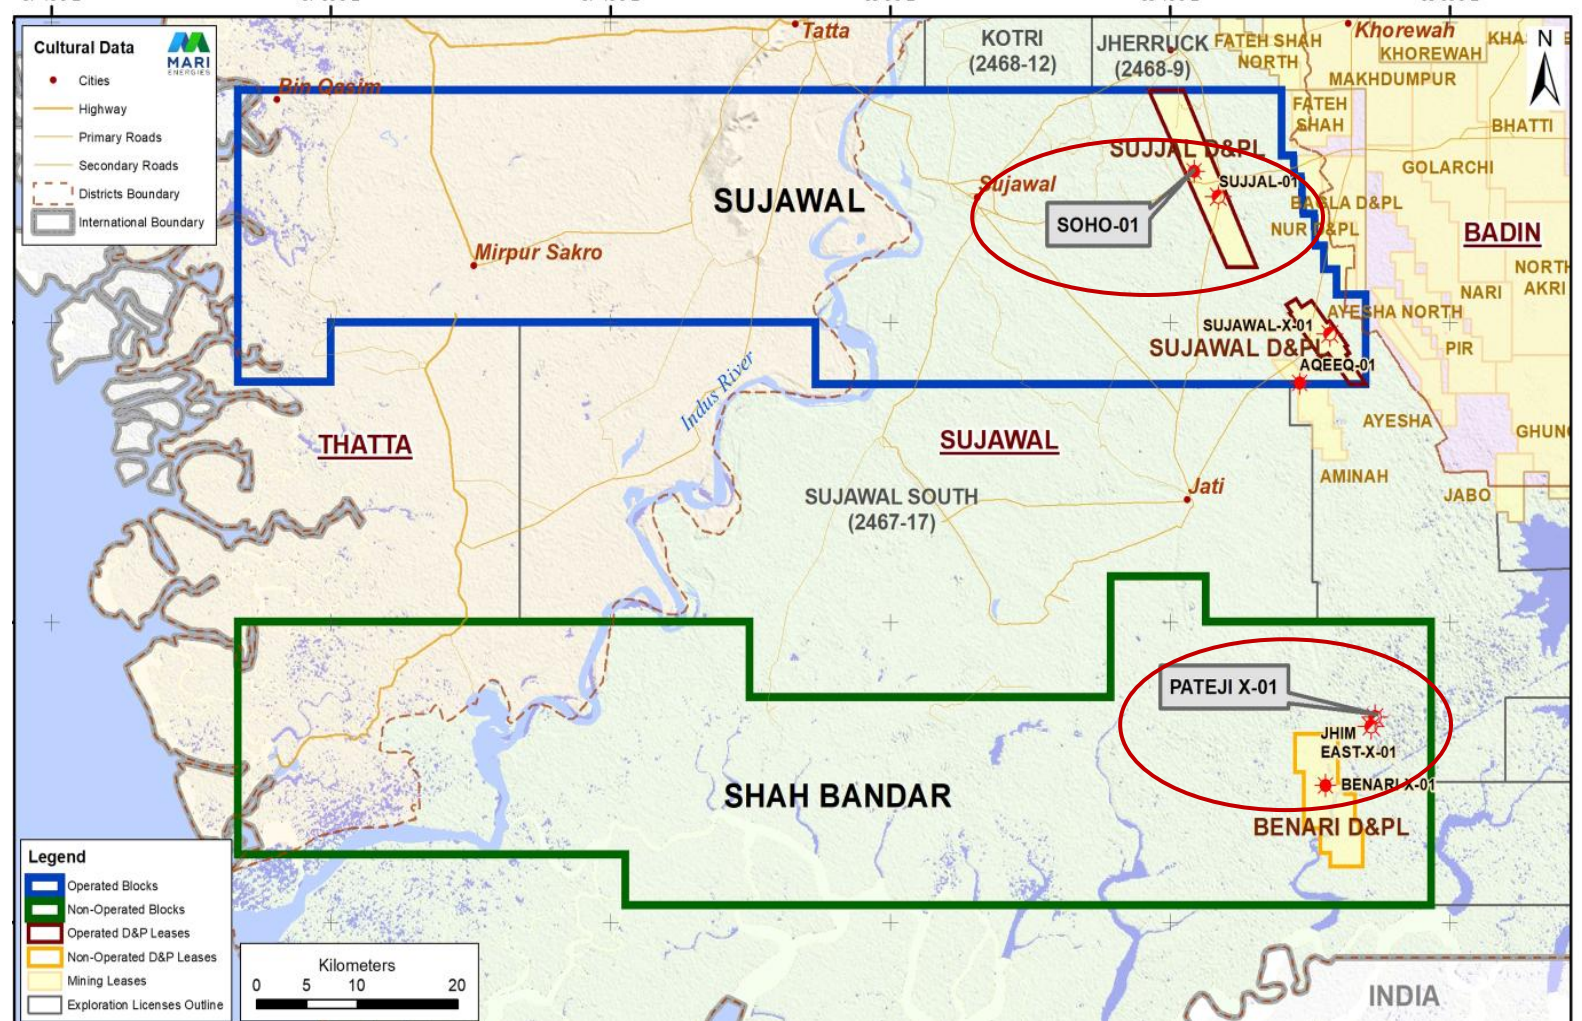 Cultural Data
MARI
ENERGIES
Cities
Highway
Primary Roads
Secondary Roads
Districts Boundary
International Boundary
Tatta
KOTRI
(2468-12)
JHERRUCK
(2468-9)
FATEH SHAH
NORTH
Khorewah
KHOREWAH
MAKHDUMPUR
N
Bin Qasim
FATEH
SHAH
BHATTI
SUJJAL D&PL
GOLARCHI
SUJAWAL
Sujawal
SUJJAL-01
BAGLA D&PL
SOHO-01
NUR D&PL
BADIN
Mirpur Sakro
NORTH
AKRI
NARI
AYESHA NORTH
SUJAWAL-X-01
SUJAWAL D&PL
PIR
AQEEQ-01
Indus River
THATTA
SUJAWAL
AYESHA
AMINAH
JABO
SUJAWAL SOUTH
(2467-17)
Jati
PATEJI X-01
JHIM
EAST-X-01
BENARI X-01
SHAH BANDAR
BENARI D&PL
Legend
Operated Blocks
Non-Operated Blocks
Operated D&P Leases
Non-Operated D&P Leases
Mining Leases
Exploration Licenses Outline
Kilometers
0 5 10 20
INDIA